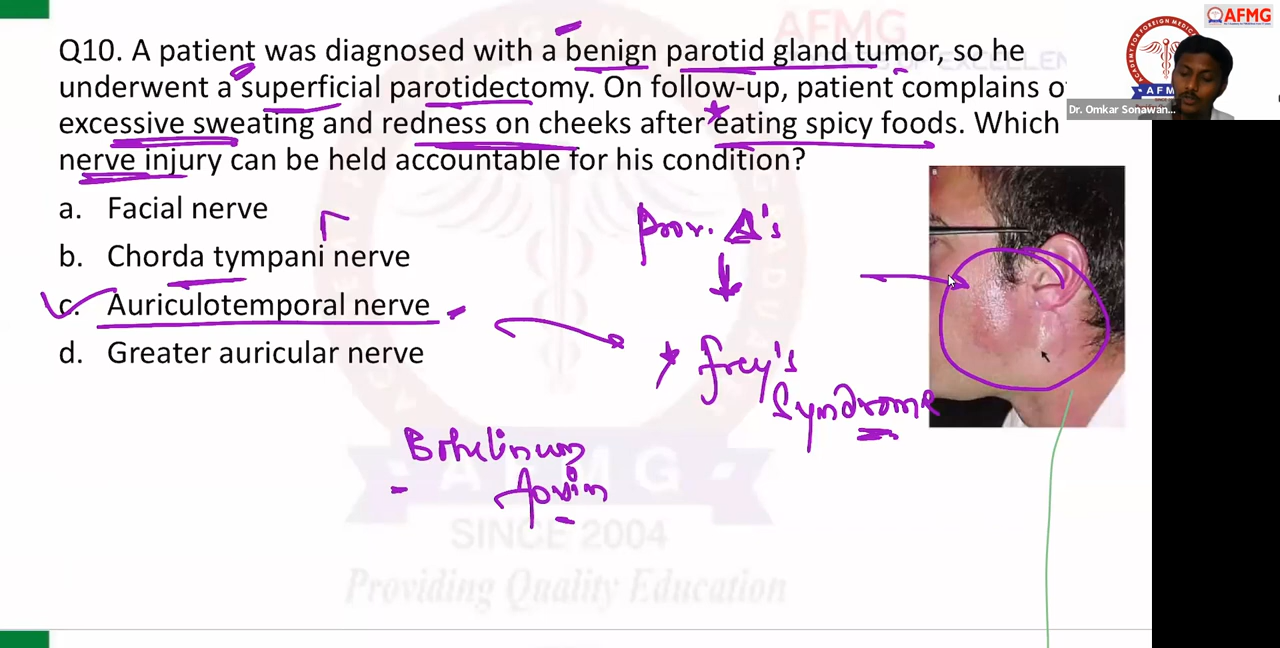 AFMG
Q10. A patient was diagnosed with a benign parotid gland tumor, so he
underwent a superficial parotidectomy. On follow-up, patient complains o
excessive sweating and redness on cheeks after eating spicy foods. Which
nerve injury can be held accountable for his condition?
Dr. Omkar Sonawan...
a. Facial nerve
b. Chorda tympani nerve
c. Auriculotemporal nerve
d. Greater auricular nerve
prov. Δ's
Frey's
Syndrome
toxin
AFMG
SINCE 2004
Providing Quality Education